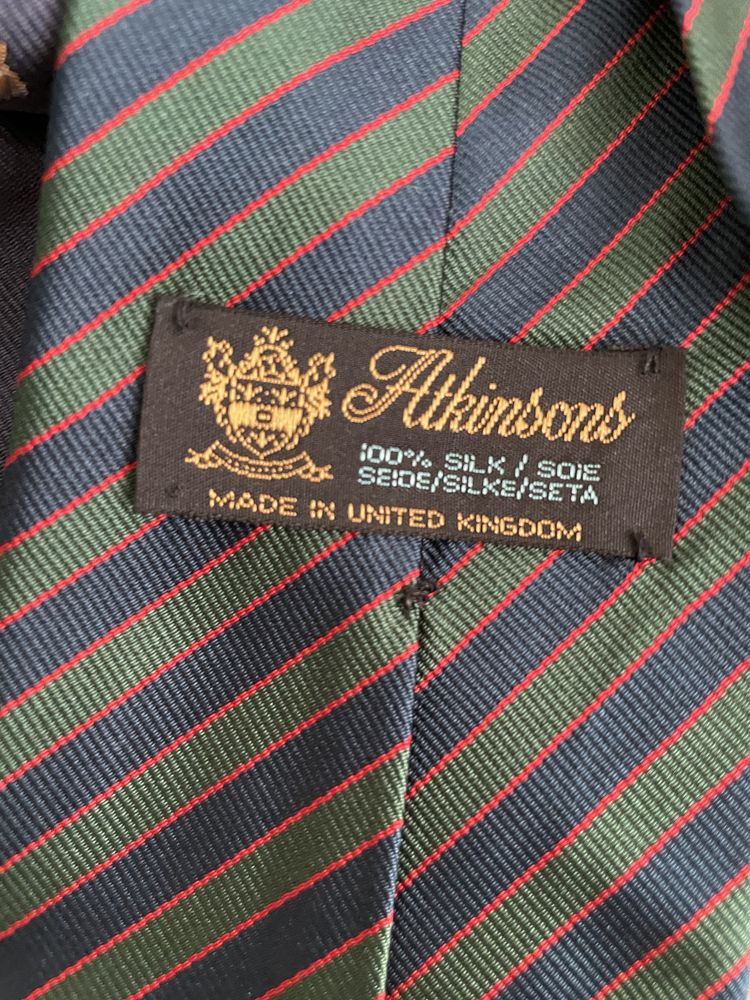 Atkinsons
100% SILK / SOIE
SEIDE/SILKE/SETA
MADE IN UNITED KINGDOM